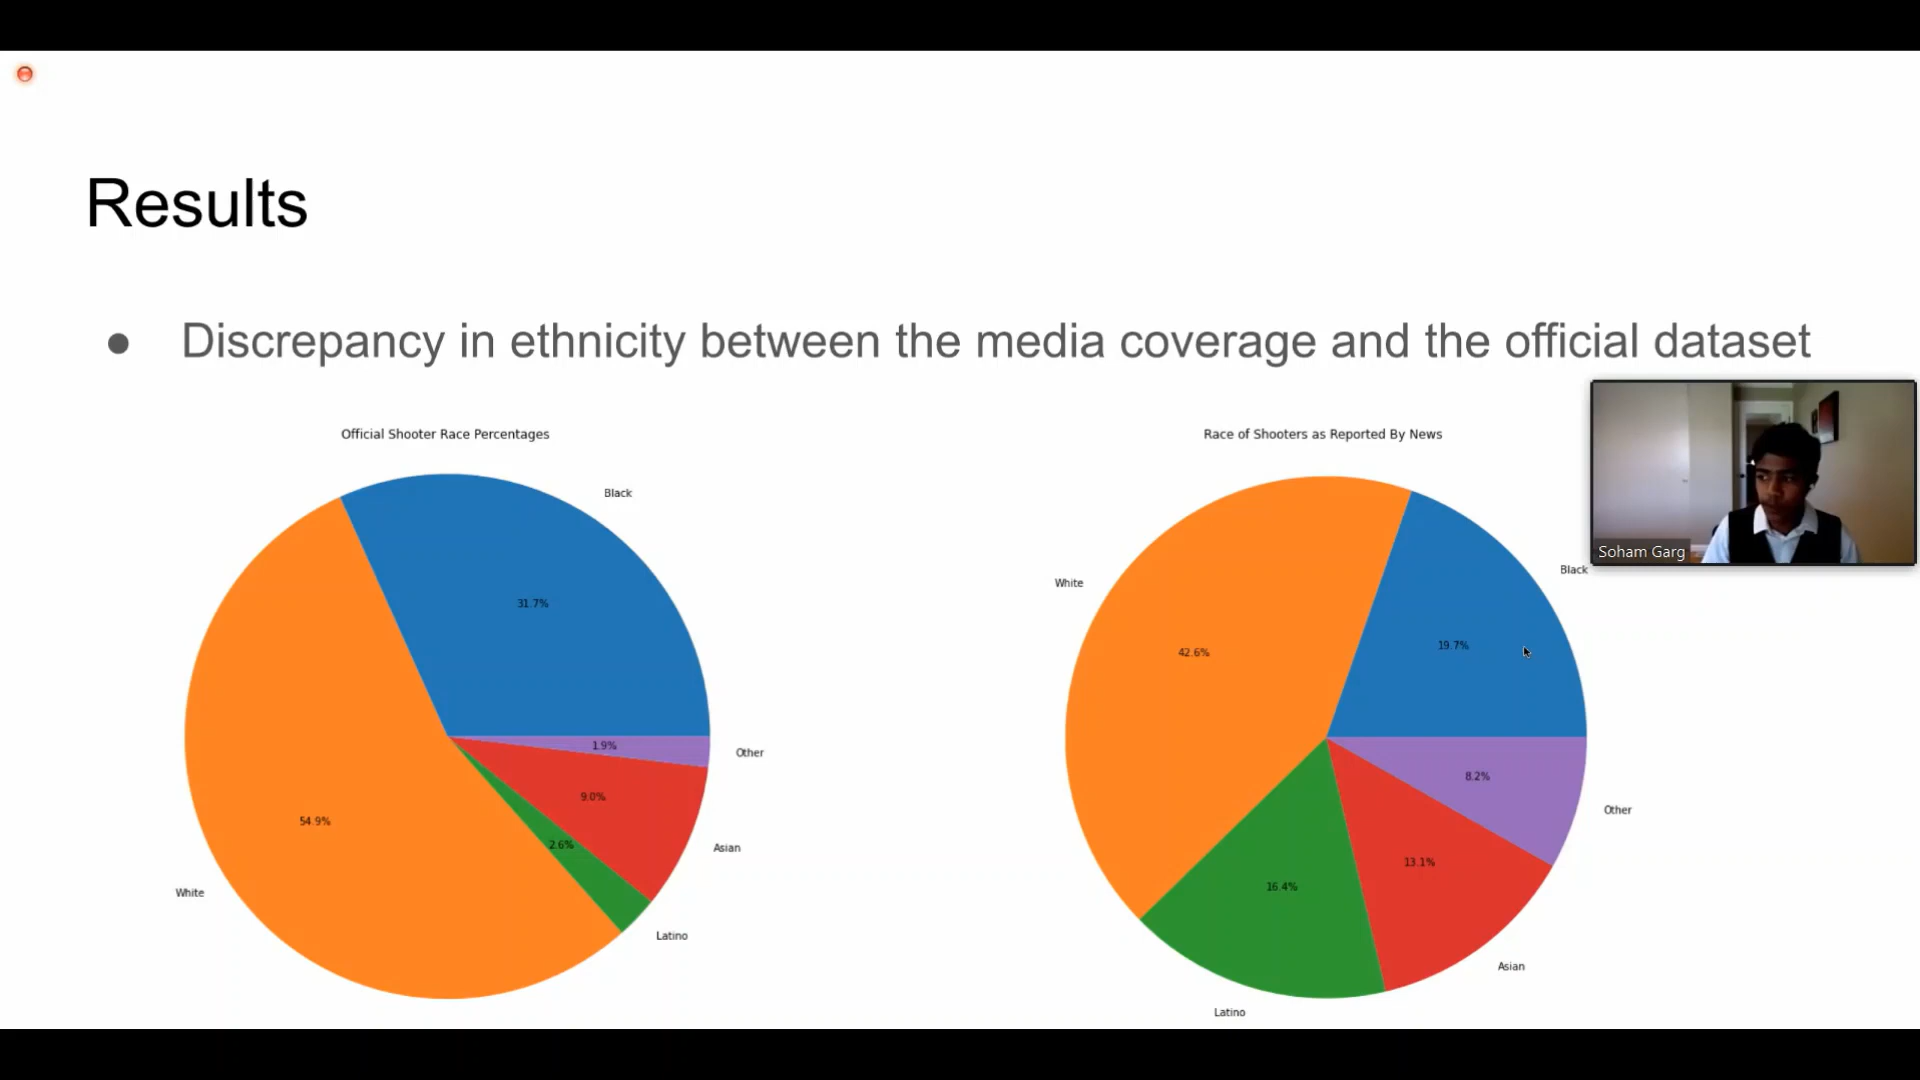 Results
● Discrepancy in ethnicity between the media coverage and the official dataset
Official Shooter Race Percentages
Black
31.7%
1.9%
Other
9.0%
54.9%
2.6%
Asian
White
Latino
Race of Shooters as Reported By News
Soham Garg
Black
White
19.7%
42.6%
8.2%
Other
13.1%
16.4%
Asian
Latino